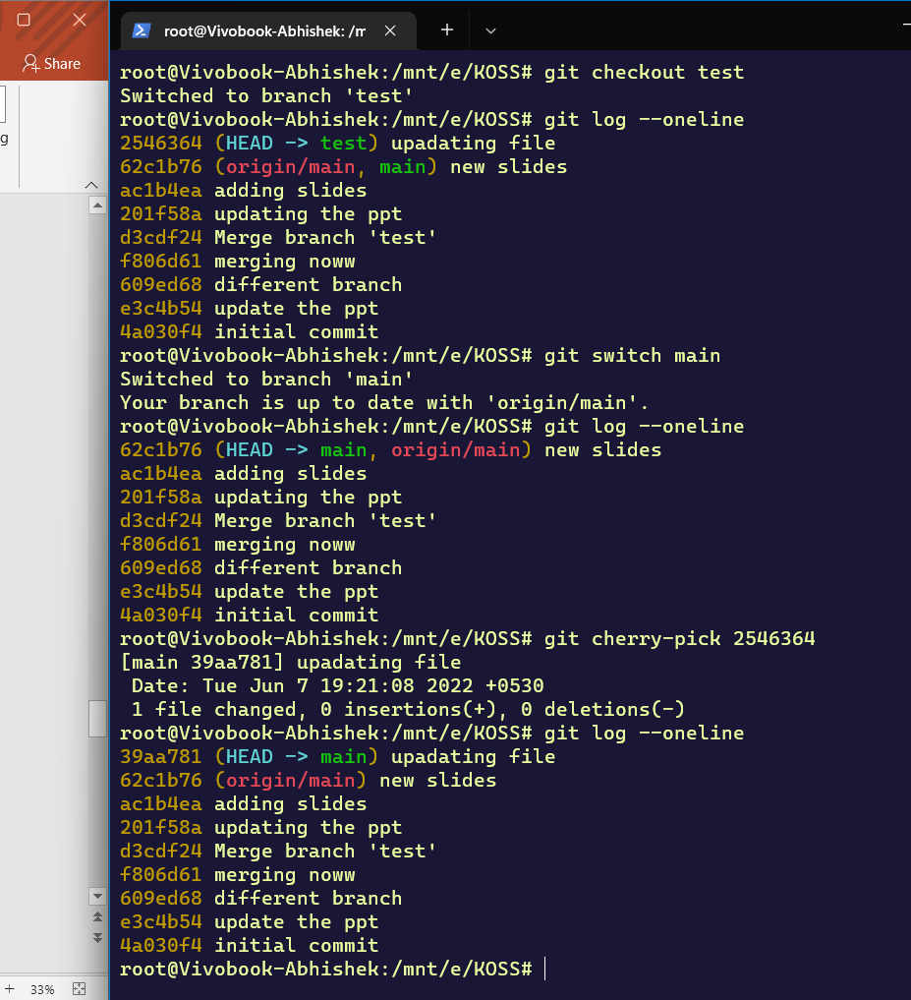 Share
g
33%
root@Vivobook-Abhishek: /m
root@Vivobook-Abhishek:/mnt/e/KOSS# git checkout test
Switched to branch 'test'
root@Vivobook-Abhishek:/mnt/e/KOSS# git log --oneline
2546364 (HEAD -> test) upadating file
62c1b76 (origin/main, main) new slides
ac1b4ea adding slides
201f58a updating the ppt
d3cdf24 Merge branch 'test'
f806d61 merging noww
609ed68 different branch
e3c4b54 update the ppt
4a030f4 initial commit
root@Vivobook-Abhishek:/mnt/e/KOSS# git switch main
Switched to branch 'main'
Your branch is up to date with 'origin/main'.
root@Vivobook-Abhishek:/mnt/e/KOSS# git log --oneline
62c1b76 (HEAD -> main, origin/main) new slides
ac1b4ea adding slides
201f58a updating the ppt
d3cdf24 Merge branch 'test'
f806d61 merging noww
609ed68 different branch
e3c4b54 update the ppt
4a030f4 initial commit
root@Vivobook-Abhishek:/mnt/e/KOSS# git cherry-pick 2546364
[main 39aa781] upadating file
 Date: Tue Jun 7 19:21:08 2022 +0530
 1 file changed, 0 insertions(+), 0 deletions(-)
root@Vivobook-Abhishek:/mnt/e/KOSS# git log --oneline
39aa781 (HEAD -> main) upadating file
62c1b76 (origin/main) new slides
ac1b4ea adding slides
201f58a updating the ppt
d3cdf24 Merge branch 'test'
f806d61 merging noww
609ed68 different branch
e3c4b54 update the ppt
4a030f4 initial commit
root@Vivobook-Abhishek:/mnt/e/KOSS#